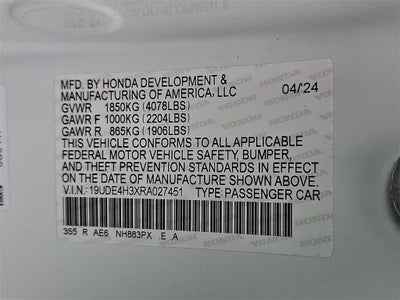 MFD. BY HONDA DEVELOPMENT & 04/24
MANUFACTURING OF AMERICA, LLC
GVWR 1850KG (4078LBS)
GAWR F 1000KG (2204LBS)
GAWR R 865KG (1906LBS)
THIS VEHICLE CONFORMS TO ALL APPLICABLE
FEDERAL MOTOR VEHICLE SAFETY, BUMPER,
AND THEFT PREVENTION STANDARDS IN EFFECT
ON THE DATE OF MANUFACTURE SHOWN ABOVE.
V.I.N: 19UDE4H3XRA027451 TYPE:PASSENGER CAR
3S5 R AE6 NH883PX E A